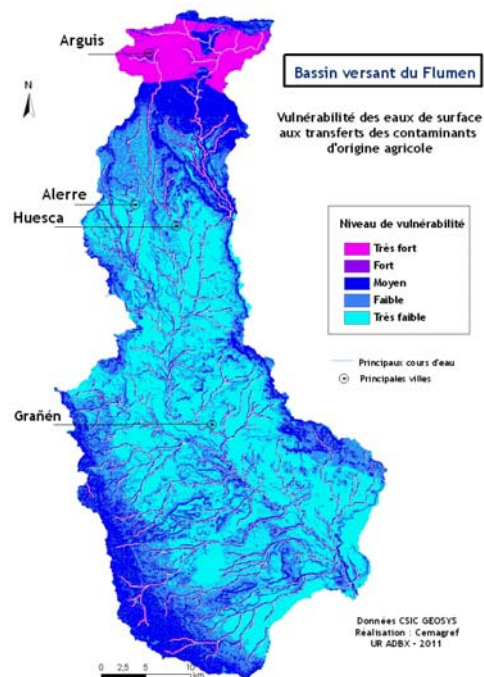 Arguis
Bassin versant du Flumen
N
Vulnérabilité des eaux de surface
aux transferts des contaminants
d'origine agricole
Alerre
Huesca
Niveau de vulnérabilité
Très fort
Fort
Moyen
Faible
Très faible
Principaux cours d'eau
Principales villes
Grañén
Données CSIC GEOSYS
Réalisation : Cemagref
UR ADBX - 2011
0 2,5 5 10
km